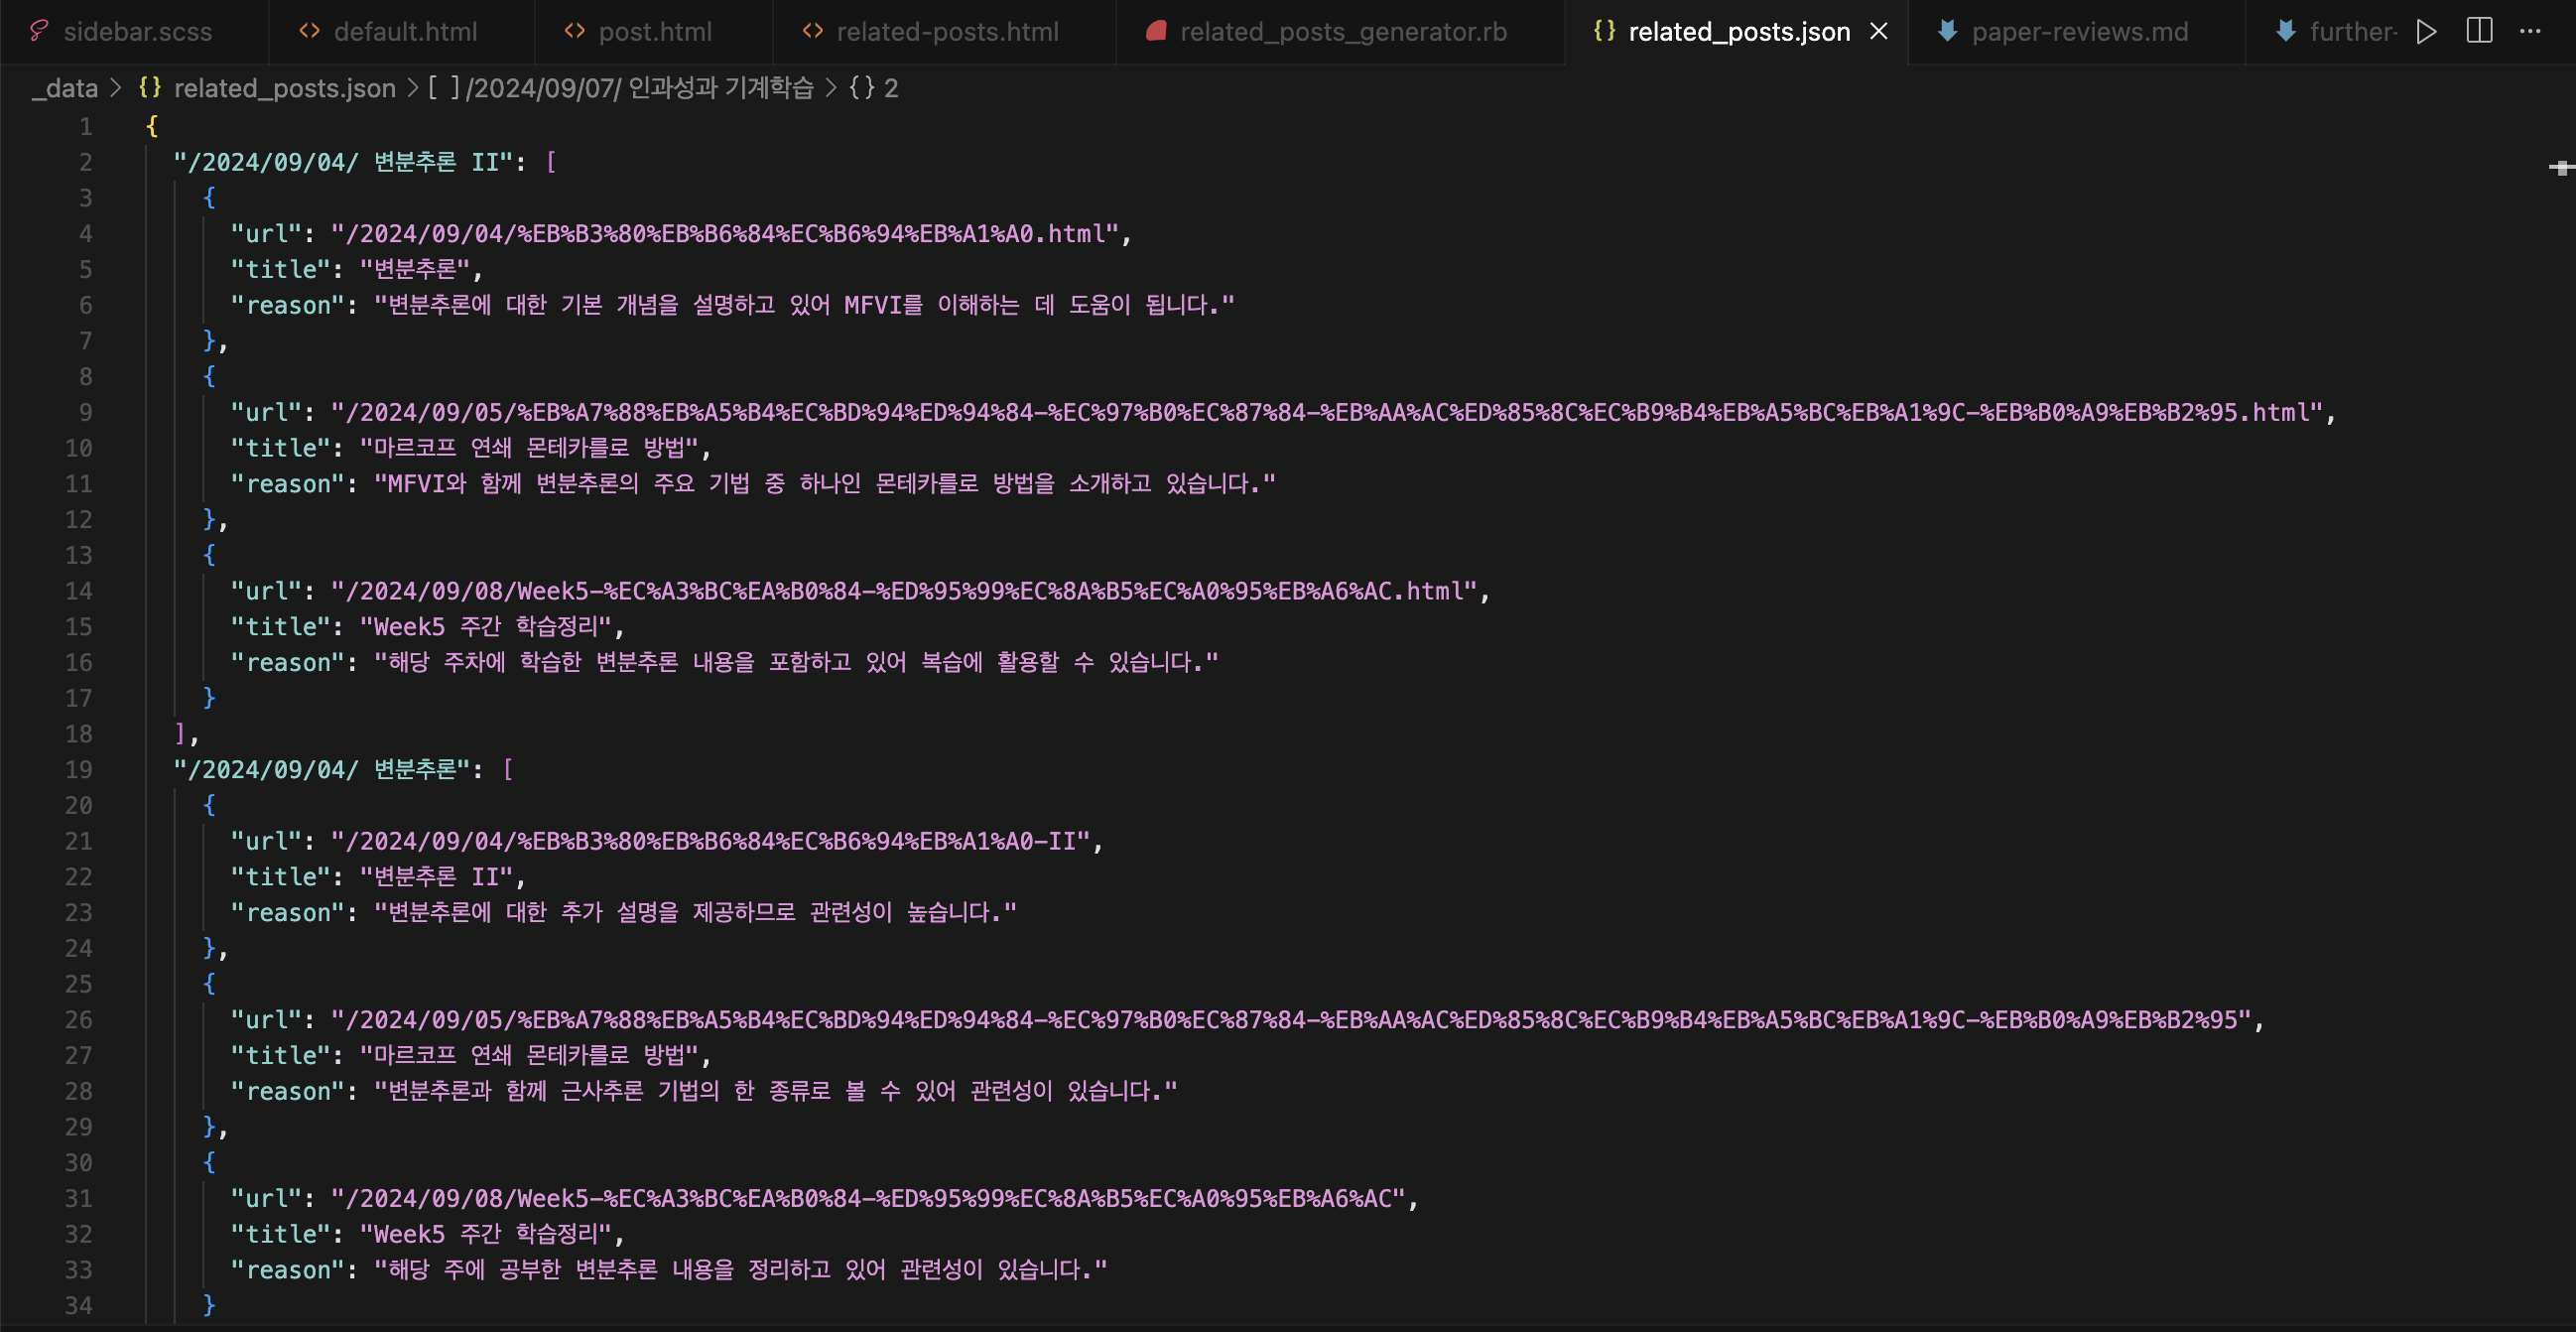 sidebar.scss default.html post.html related-posts.html related_posts_generator.rb related_posts.json paper-reviews.md further-
_data > {} related_posts.json > [ ] /2024/09/07/ 인과성과 기계학습 > {} 2
1 {
2 "/2024/09/04/ 변분추론 II": [
3 {
4 "url": "/2024/09/04/%EB%B3%80%EB%B6%84%EC%B6%94%EB%A1%A0.html",
5 "title": "변분추론",
6 "reason": "변분추론에 대한 기본 개념을 설명하고 있어 MFVI를 이해하는 데 도움이 됩니다."
7 },
8 {
9 "url": "/2024/09/05/%EB%A7%88%EB%A5%B4%EC%BD%94%ED%94%84-%EC%97%B0%EC%87%84-%EB%AA%AC%ED%85%8C%EC%B9%B4%EB%A5%BC%EB%A1%9C-%EB%B0%A9%EB%B2%95.html",
10 "title": "마르코프 연쇄 몬테카를로 방법",
11 "reason": "MFVI와 함께 변분추론의 주요 기법 중 하나인 몬테카를로 방법을 소개하고 있습니다."
12 },
13 {
14 "url": "/2024/09/08/Week5-%EC%A3%BC%EA%B0%84-%ED%95%99%EC%8A%B5%EC%A0%95%EB%A6%AC.html",
15 "title": "Week5 주간 학습정리",
16 "reason": "해당 주차에 학습한 변분추론 내용을 포함하고 있어 복습에 활용할 수 있습니다."
17 }
18 ],
19 "/2024/09/04/ 변분추론": [
20 {
21 "url": "/2024/09/04/%EB%B3%80%EB%B6%84%EC%B6%94%EB%A1%A0-II",
22 "title": "변분추론 II",
23 "reason": "변분추론에 대한 추가 설명을 제공하므로 관련성이 높습니다."
24 },
25 {
26 "url": "/2024/09/05/%EB%A7%88%EB%A5%B4%EC%BD%94%ED%94%84-%EC%97%B0%EC%87%84-%EB%AA%AC%ED%85%8C%EC%B9%B4%EB%A5%BC%EB%A1%9C-%EB%B0%A9%EB%B2%95",
27 "title": "마르코프 연쇄 몬테카를로 방법",
28 "reason": "변분추론과 함께 근사추론 기법의 한 종류로 볼 수 있어 관련성이 있습니다."
29 },
30 {
31 "url": "/2024/09/08/Week5-%EC%A3%BC%EA%B0%84-%ED%95%99%EC%8A%B5%EC%A0%95%EB%A6%AC",
32 "title": "Week5 주간 학습정리",
33 "reason": "해당 주에 공부한 변분추론 내용을 정리하고 있어 관련성이 있습니다."
34 }